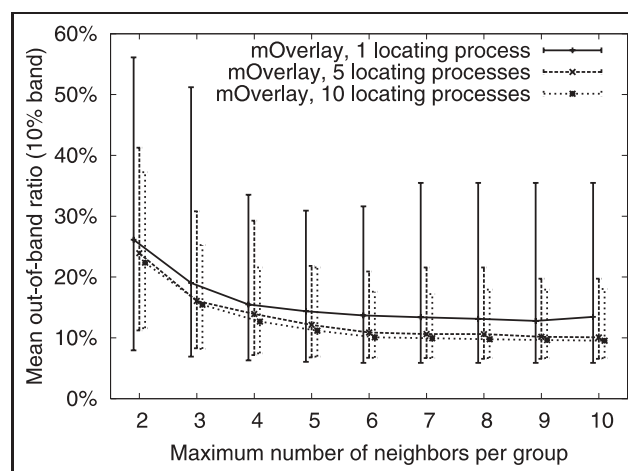 60%
50%
40%
30%
20%
10%
0%
Mean out-of-band ratio (10% band)
mOverlay, 1 locating process
mOverlay, 5 locating processes
mOverlay, 10 locating processes
2 3 4 5 6 7 8 9 10
Maximum number of neighbors per group